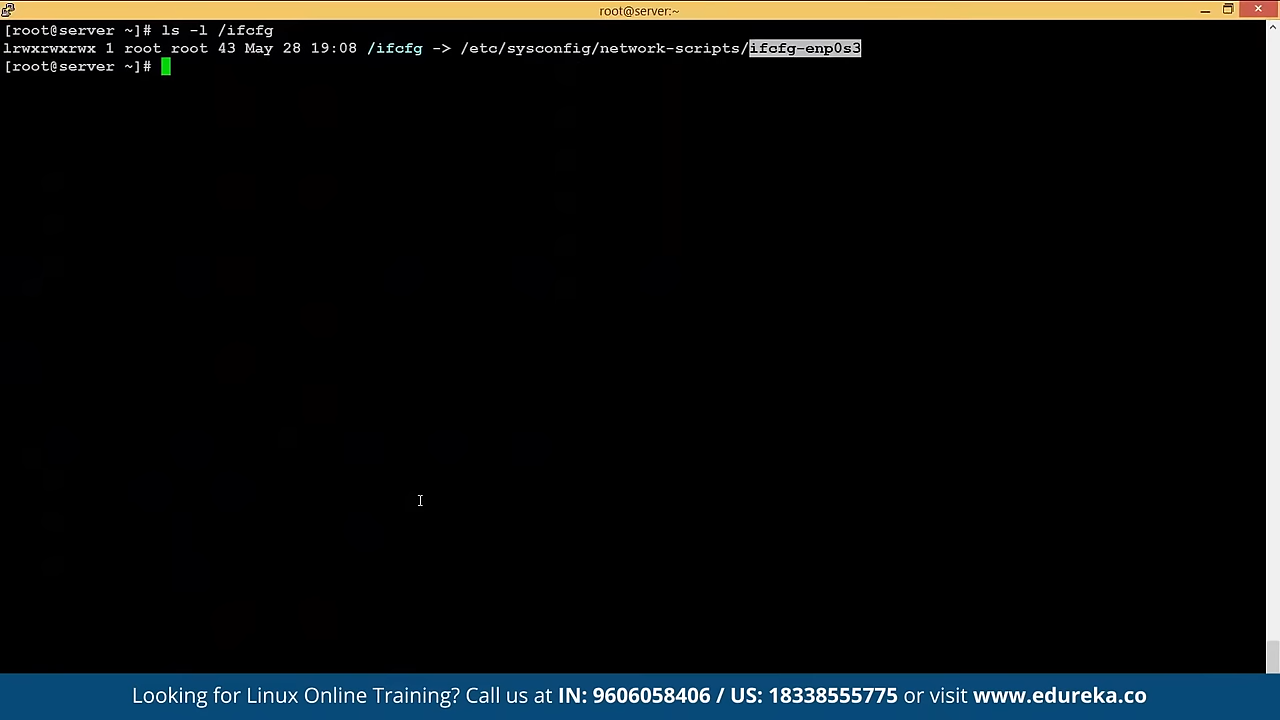 root@server:~
[root@server ~]# ls -l /ifcfg
lrwxrwxrwx 1 root root 43 May 28 19:08 /ifcfg -> /etc/sysconfig/network-scripts/ifcfg-enp0s3
[root@server ~]#
Looking for Linux Online Training? Call us at IN: 9606058406 / US: 18338555775 or visit www.edureka.co